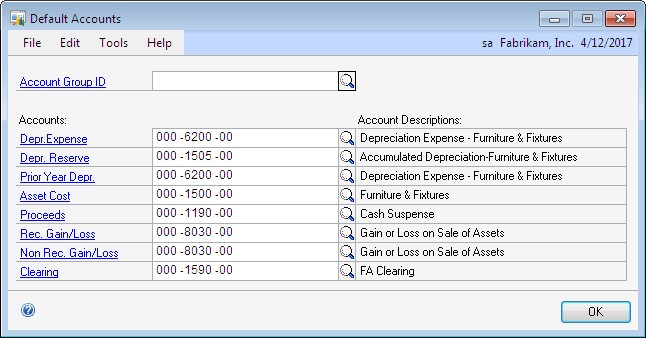 Default Accounts
File Edit Tools Help sa Fabrikam, Inc. 4/12/2017
Account Group ID
Accounts: Account Descriptions:
Depr.Expense 000 -6200 -00 Depreciation Expense - Furniture & Fixtures
Depr. Reserve 000 -1505 -00 Accumulated Depreciation-Furniture & Fixtures
Prior Year Depr. 000 -6200 -00 Depreciation Expense - Furniture & Fixtures
Asset Cost 000 -1500 -00 Furniture & Fixtures
Proceeds 000 -1190 -00 Cash Suspense
Rec. Gain/Loss 000 -8030 -00 Gain or Loss on Sale of Assets
Non Rec. Gain/Loss 000 -8030 -00 Gain or Loss on Sale of Assets
Clearing 000 -1590 -00 FA Clearing
OK